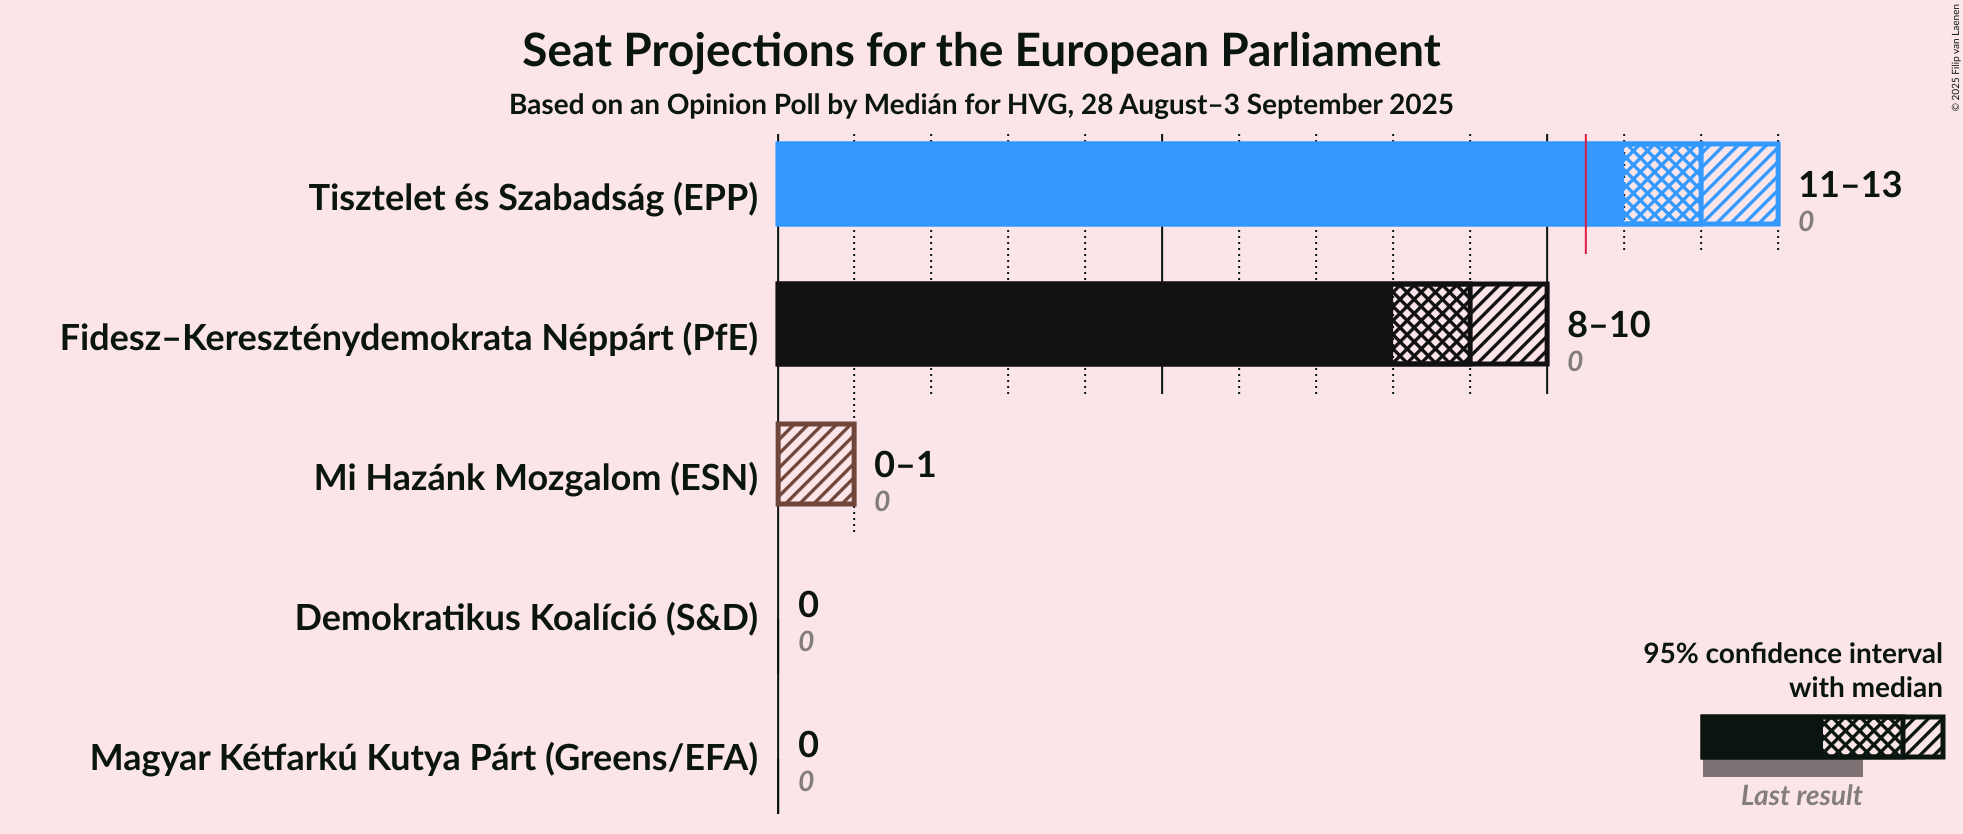 Seat Projections for the European Parliament
Based on an Opinion Poll by Medián for HVG, 28 August–3 September 2025
© 2025 Filip van Laenen
Tisztelet és Szabadság (EPP)
11–13
0
Fidesz–Kereszténydemokrata Néppárt (PfE)
8–10
0
Mi Hazánk Mozgalom (ESN)
0–1
0
Demokratikus Koalíció (S&D)
0
0
Magyar Kétfarkú Kutya Párt (Greens/EFA)
0
0
95% confidence interval
with median
Last result